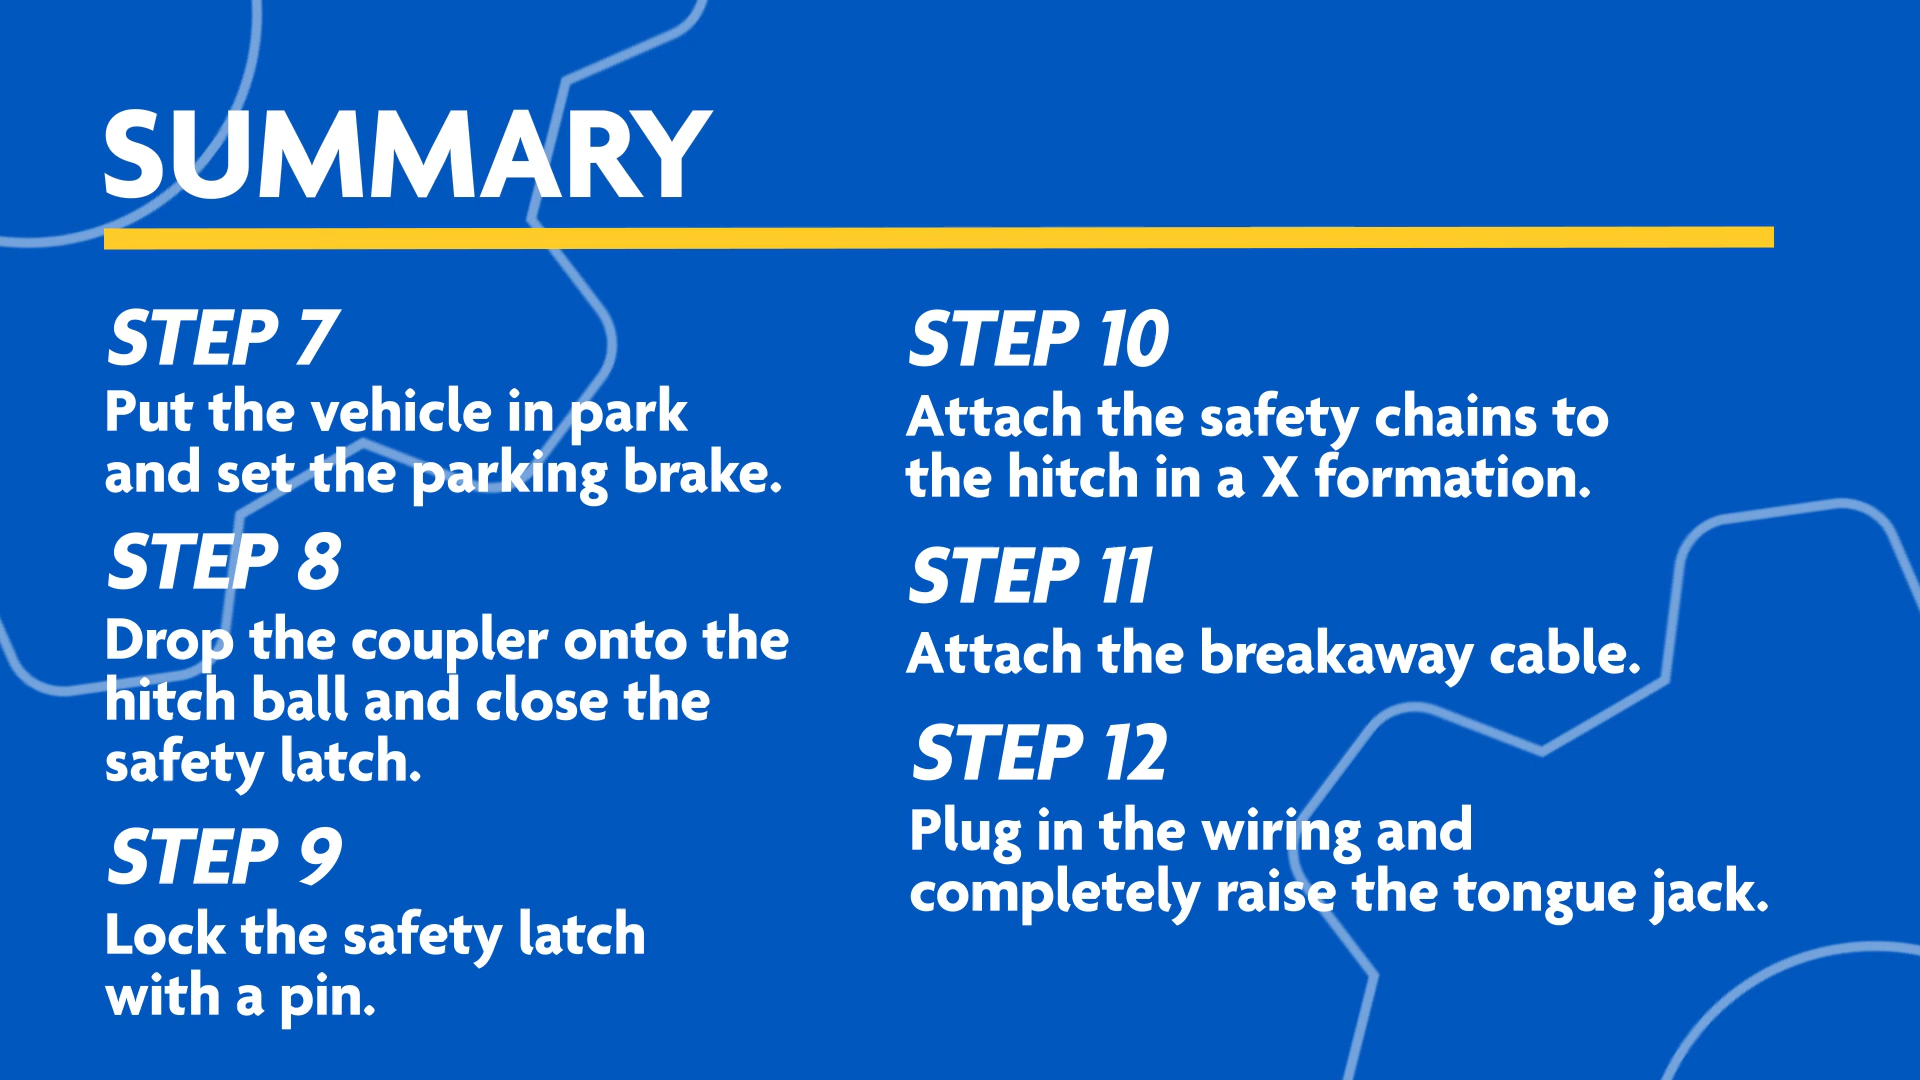 SUMMARY
STEP 7
Put the vehicle in park
and set the parking brake.
STEP 8
Drop the coupler onto the
hitch ball and close the
safety latch.
STEP 9
Lock the safety latch
with a pin.
STEP 10
Attach the safety chains to
the hitch in a X formation.
STEP 11
Attach the breakaway cable.
STEP 12
Plug in the wiring and
completely raise the tongue jack.